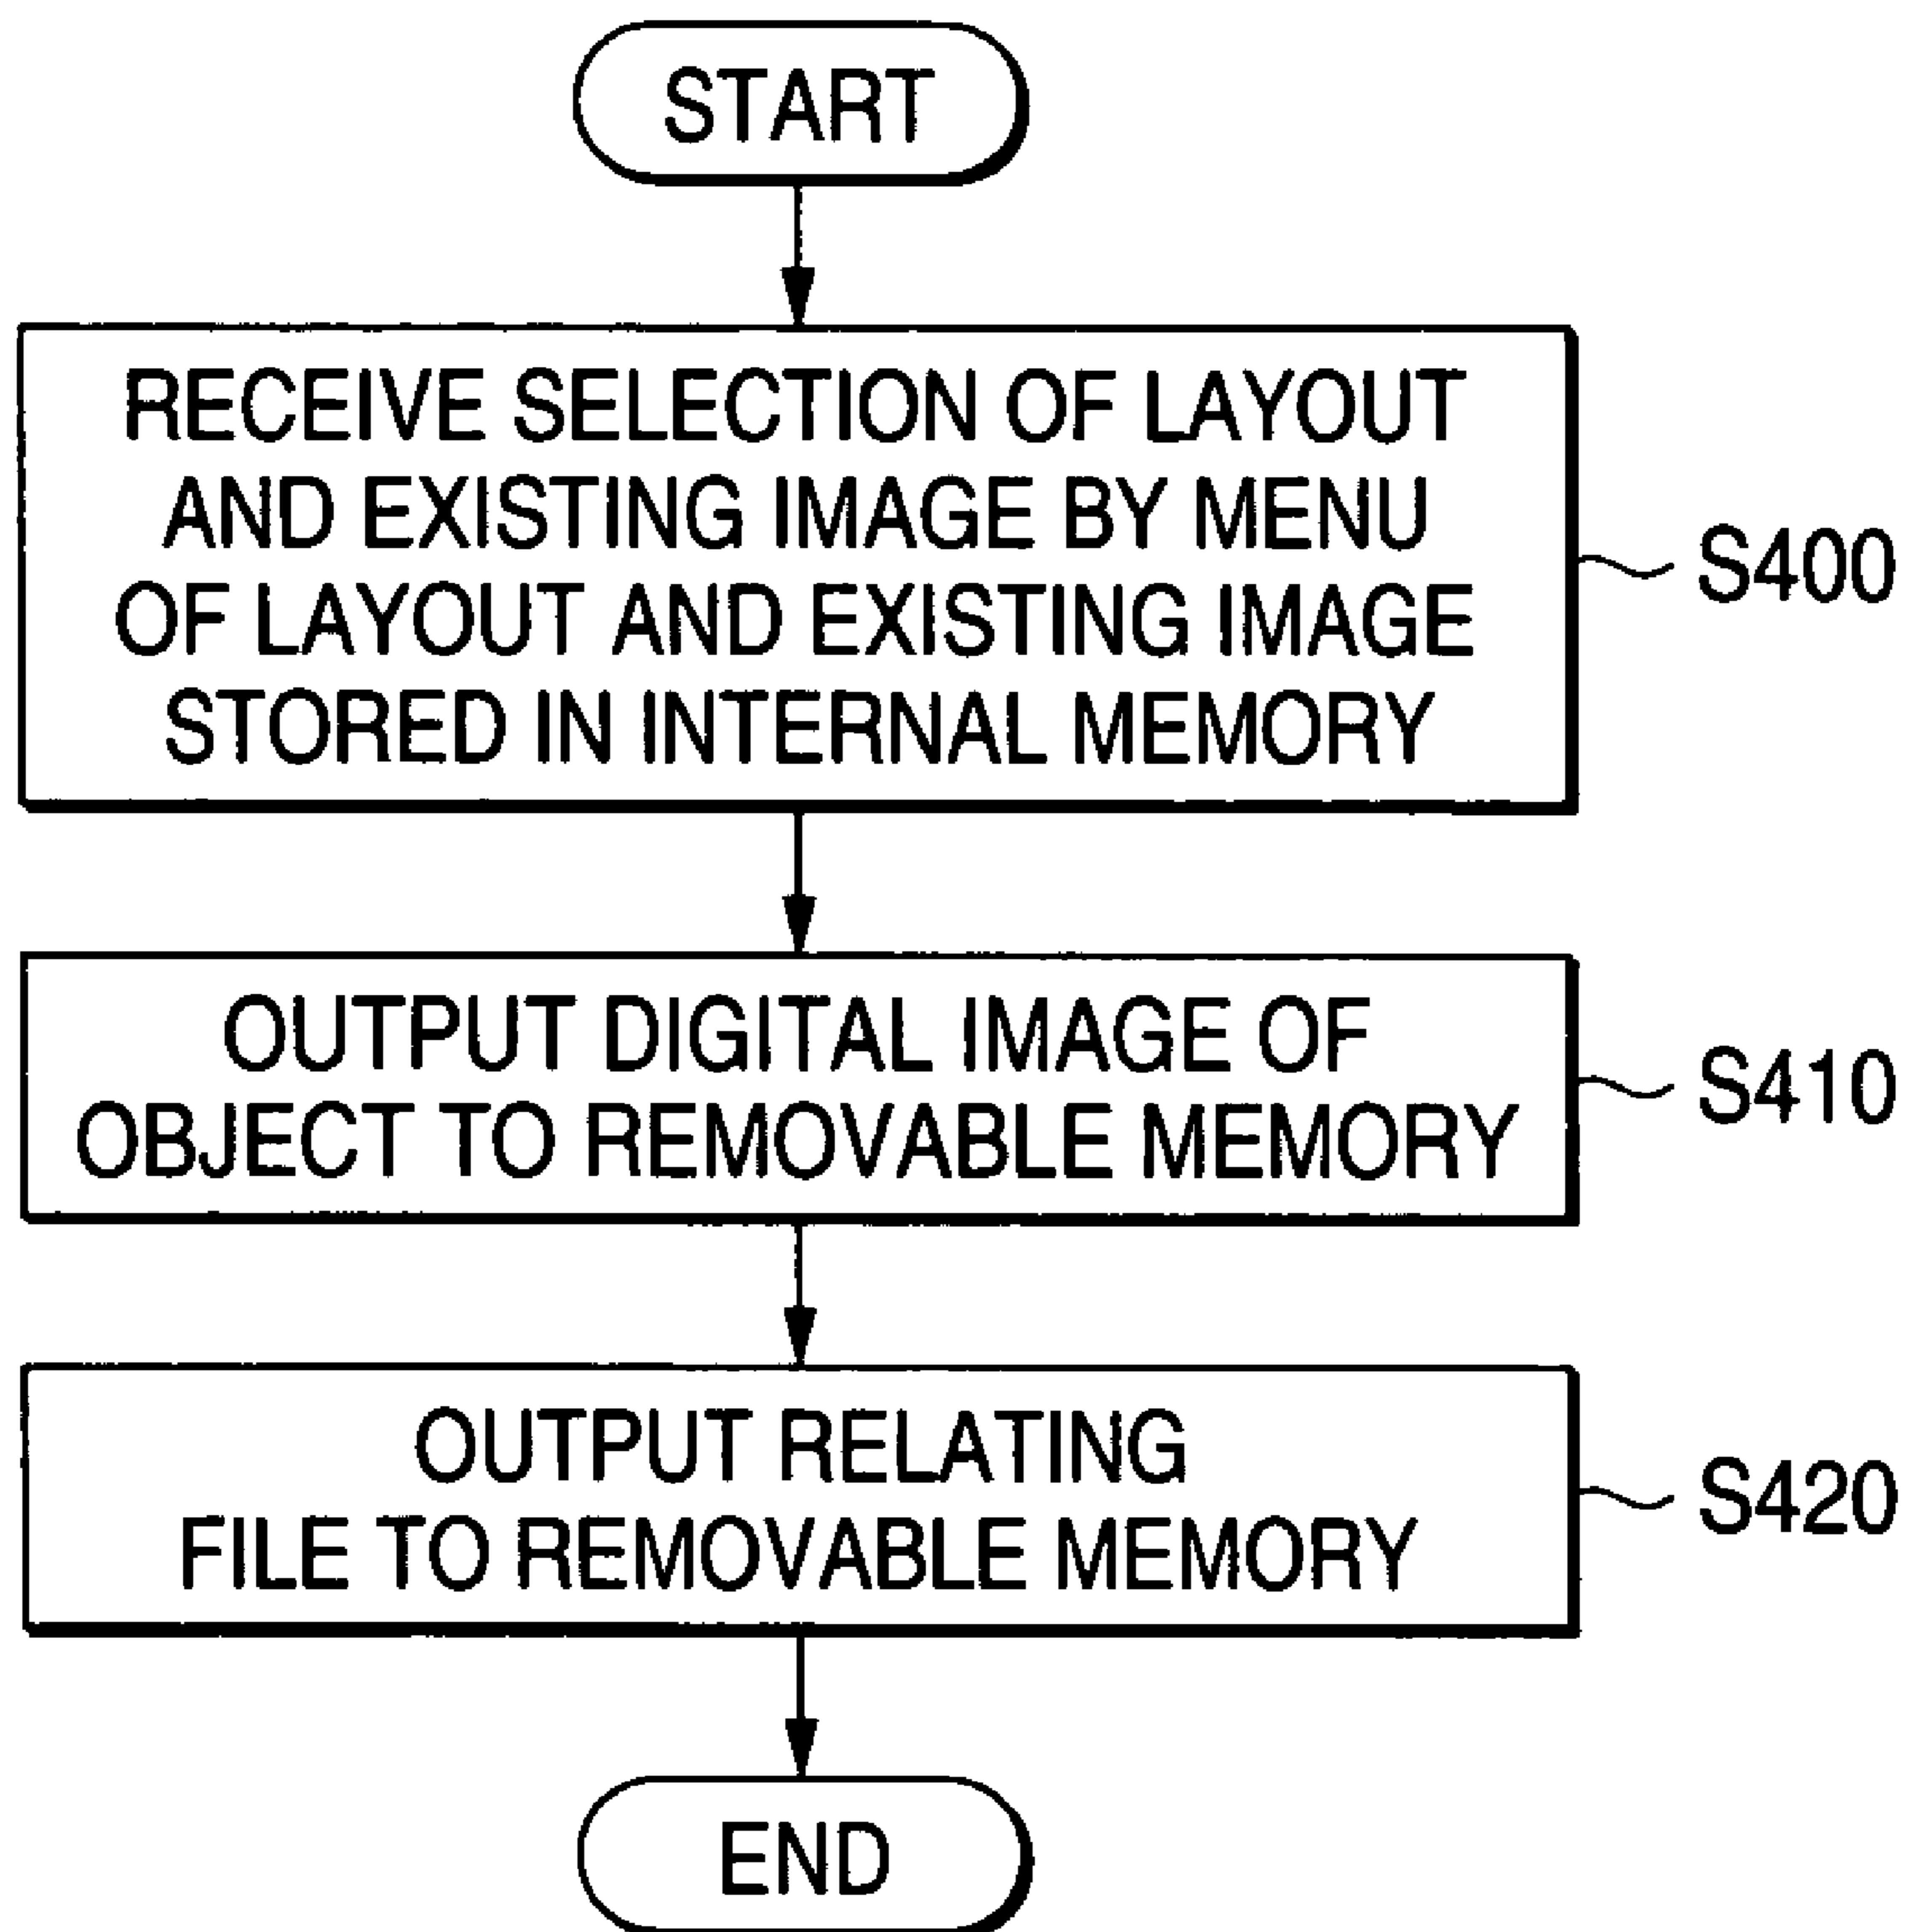 START
RECEIVE SELECTION OF LAYOUT
AND EXISTING IMAGE BY MENU
OF LAYOUT AND EXISTING IMAGE
STORED IN INTERNAL MEMORY
S400
OUTPUT DIGITAL IMAGE OF
OBJECT TO REMOVABLE MEMORY
S410
OUTPUT RELATING
FILE TO REMOVABLE MEMORY
S420
END